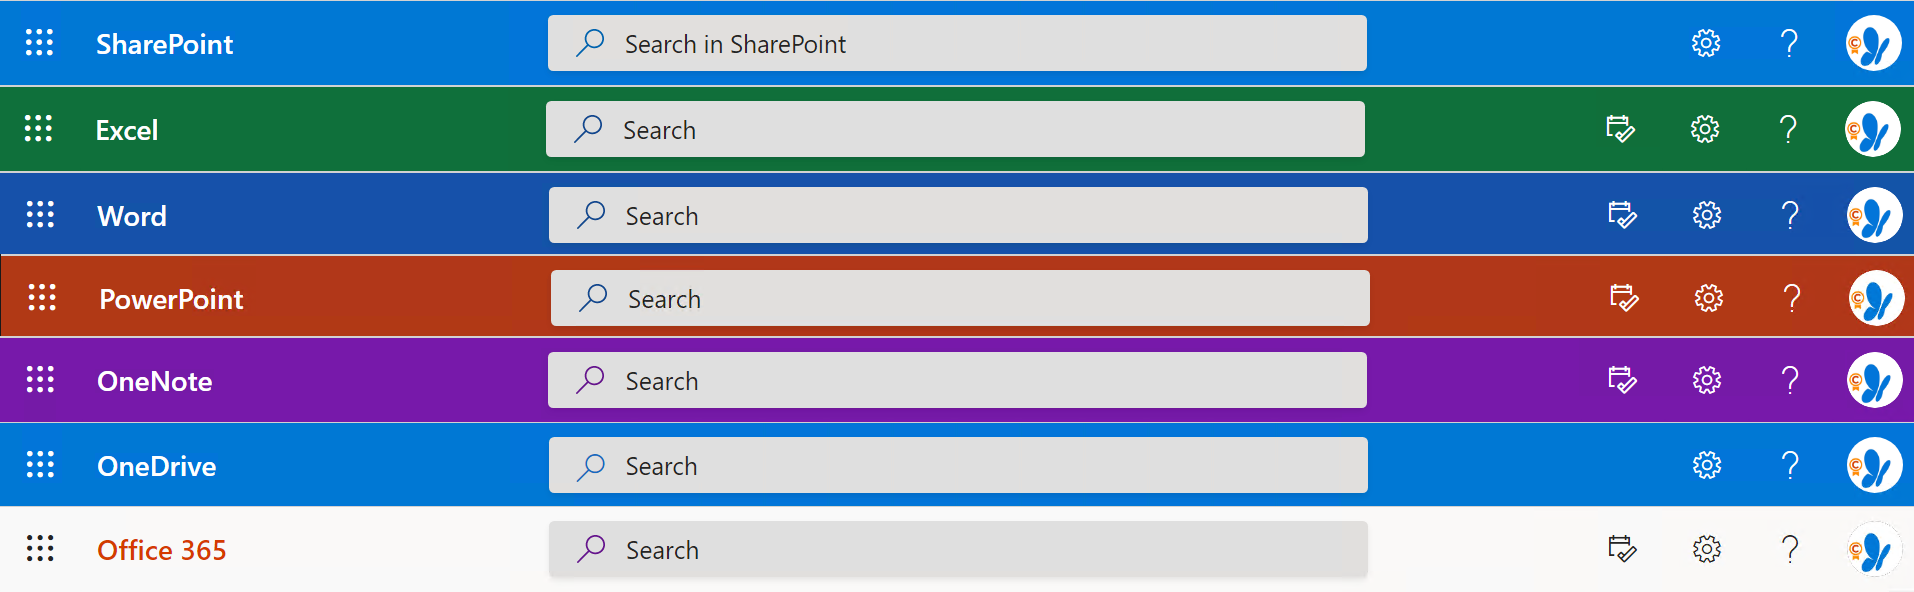 SharePoint Search in SharePoint ?
Excel Search ?
Word Search ?
PowerPoint Search ?
OneNote Search ?
OneDrive Search ?
Office 365 Search ?